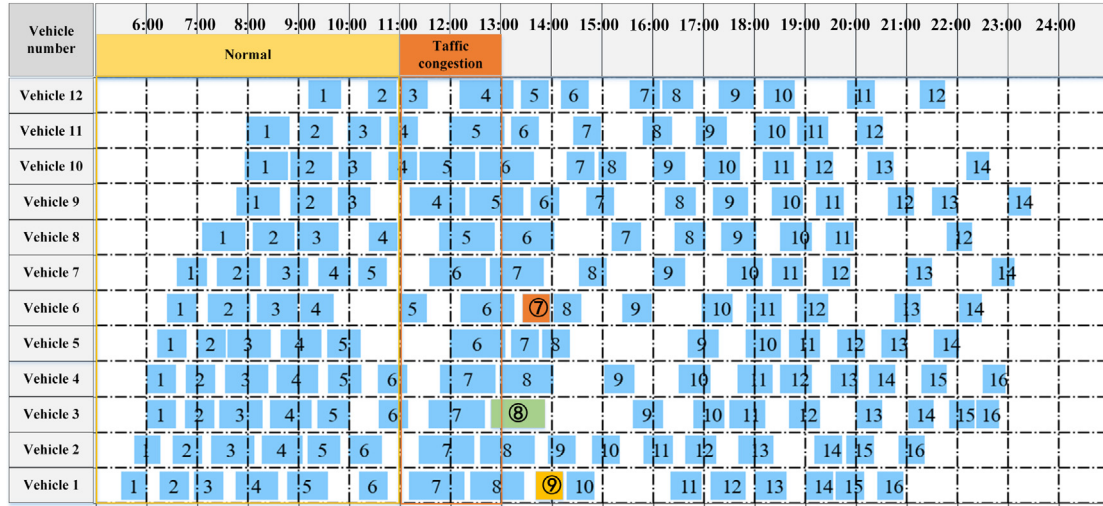 Vehicle number 6:00 7:00 8:00 9:00 10:00 11:00 12:00 13:00 14:00 15:00 16:00 17:00 18:00 19:00 20:00 21:00 22:00 23:00 24:00
Normal Taffic congestion
Vehicle 12 1 2 3 4 5 6 7 8 9 10 11 12
Vehicle 11 1 2 3 4 5 6 7 8 9 10 11 12
Vehicle 10 1 2 3 4 5 6 7 8 9 10 11 12 13 14
Vehicle 9 1 2 3 4 5 6 7 8 9 10 11 12 13 14
Vehicle 8 1 2 3 4 5 6 7 8 9 10 11 12
Vehicle 7 1 2 3 4 5 6 7 8 9 10 11 12 13 14
Vehicle 6 1 2 3 4 5 6 ⑦ 8 9 10 11 12 13 14
Vehicle 5 1 2 3 4 5 6 7 8 9 10 11 12 13 14
Vehicle 4 1 2 3 4 5 6 7 8 9 10 11 12 13 14 15 16
Vehicle 3 1 2 3 4 5 6 7 ⑧ 9 10 11 12 13 14 15 16
Vehicle 2 1 2 3 4 5 6 7 8 9 10 11 12 13 14 15 16
Vehicle 1 1 2 3 4 5 6 7 8 ⑨ 10 11 12 13 14 15 16